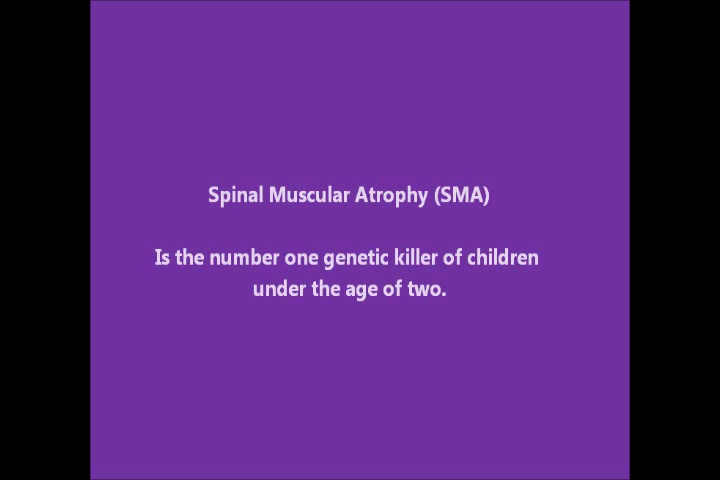 Spinal Muscular Atrophy (SMA)
Is the number one genetic killer of children
under the age of two.